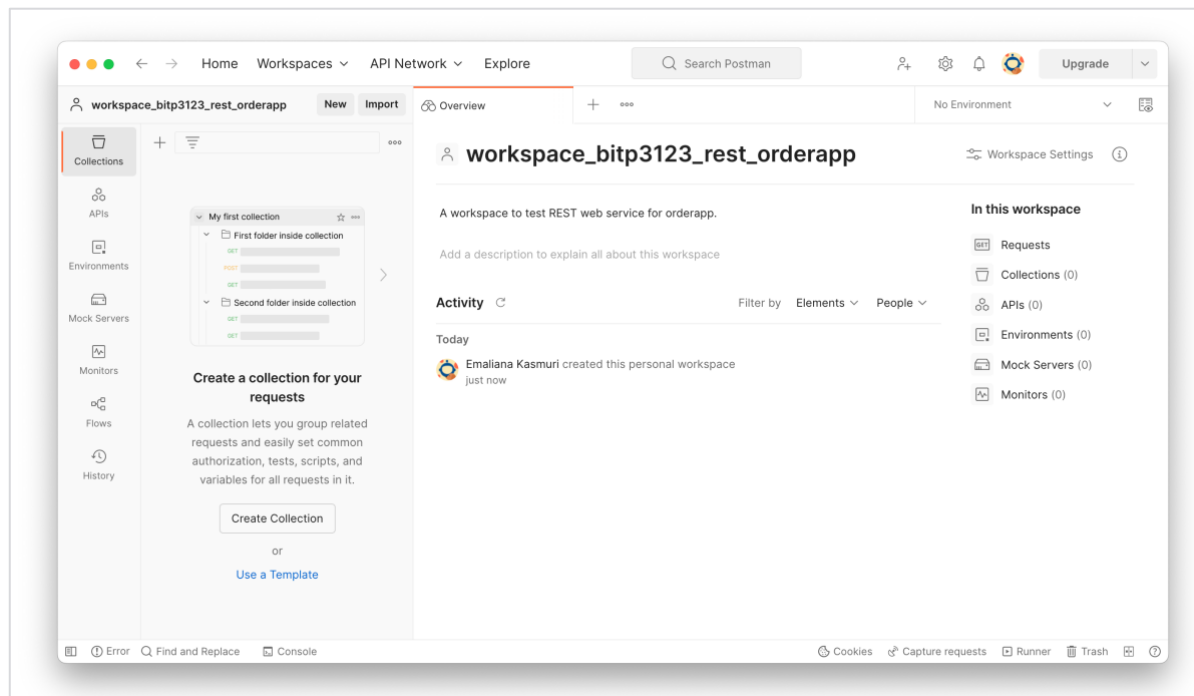 Home Workspaces API Network Explore Search Postman Upgrade
workspace_bitp3123_rest_orderapp New Import Overview No Environment
Collections
APIs
Environments
Mock Servers
Monitors
Flows
History
My first collection
First folder inside collection
GET
POST
GET
Second folder inside collection
GET
GET
Create a collection for your
requests
A collection lets you group related
requests and easily set common
authorization, tests, scripts, and
variables for all requests in it.
Create Collection
or
Use a Template
workspace_bitp3123_rest_orderapp
Workspace Settings
A workspace to test REST web service for orderapp.
Add a description to explain all about this workspace
Activity Filter by Elements People
Today
Emaliana Kasmuri created this personal workspace
just now
In this workspace
GET Requests
Collections (0)
APIs (0)
Environments (0)
Mock Servers (0)
Monitors (0)
Error Find and Replace Console Cookies Capture requests Runner Trash